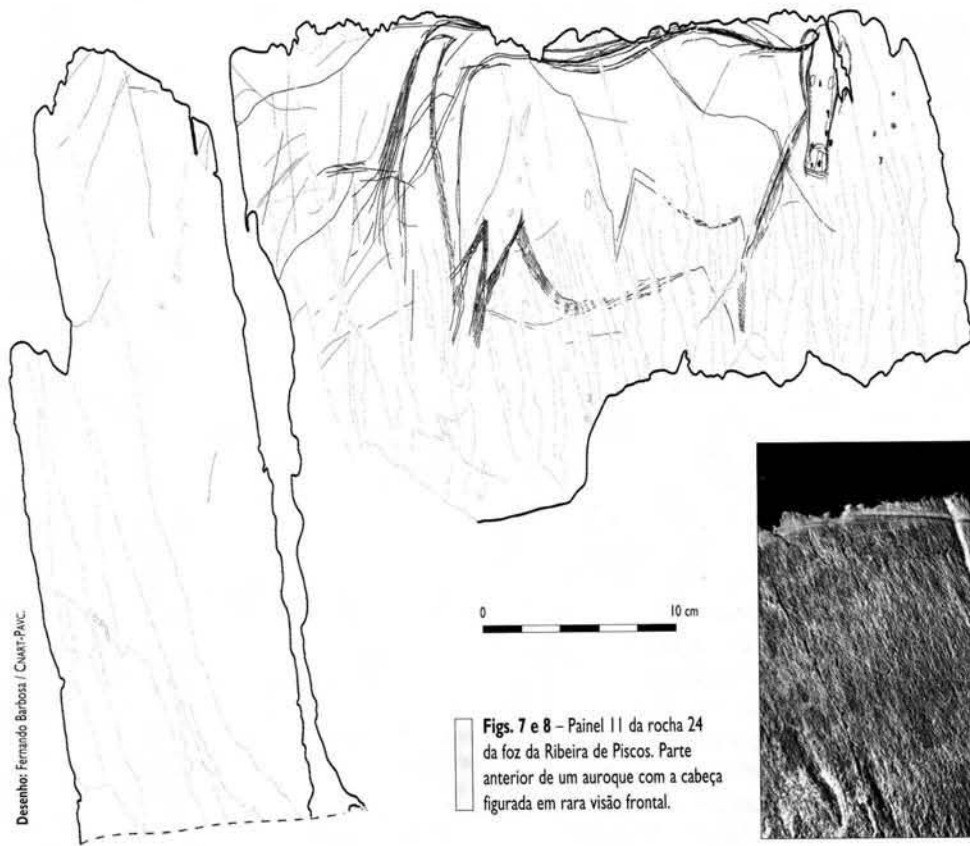 0 10 cm
Figs. 7 e 8 – Painel 11 da rocha 24
da foz da Ribeira de Piscos. Parte
anterior de um auroque com a cabeça
figurada em rara visão frontal.
Desenho: Fernando Barbosa / CNART-PAVC.